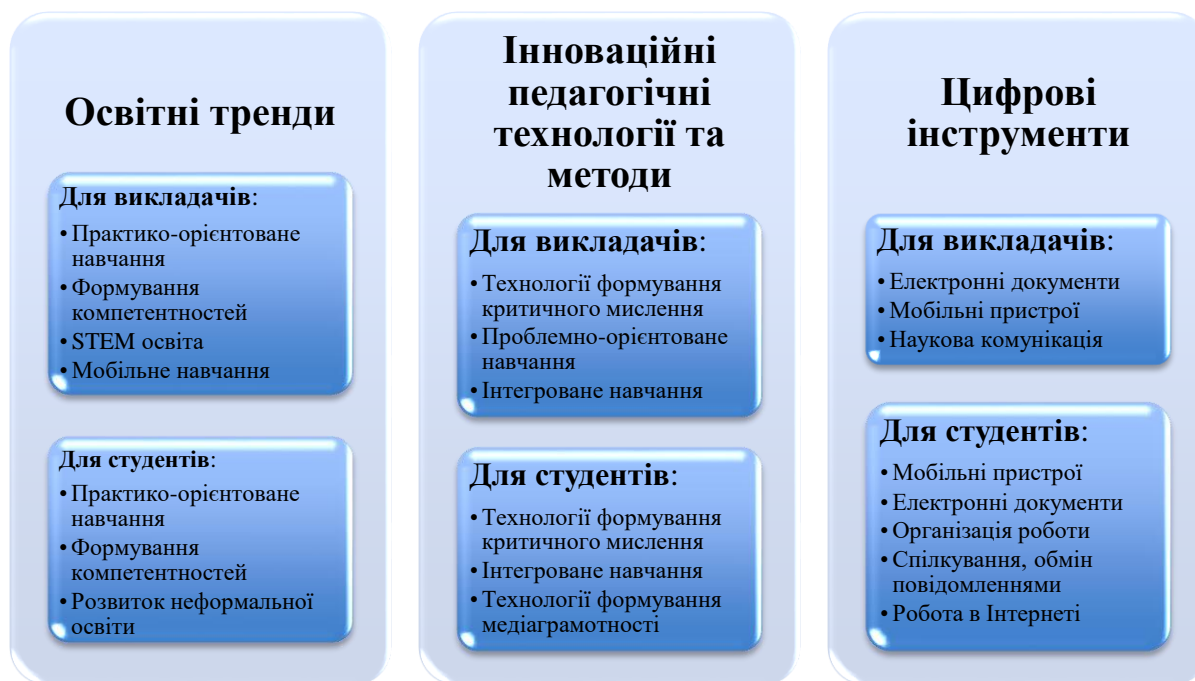 Освітні тренди
Для викладачів:
• Практико-орієнтоване
навчання
• Формування
компетентностей
• STEM освіта
• Мобільне навчання
Для студентів:
• Практико-орієнтоване
навчання
• Формування
компетентностей
• Розвиток неформальної
освіти
Інноваційні
педагогічні
технології та
методи
Для викладачів:
• Технології формування
критичного мислення
• Проблемно-орієнтоване
навчання
• Інтегроване навчання
Для студентів:
• Технології формування
критичного мислення
• Інтегроване навчання
• Технології формування
медіаграмотності
Цифрові
інструменти
Для викладачів:
• Електронні документи
• Мобільні пристрої
• Наукова комунікація
Для студентів:
• Мобільні пристрої
• Електронні документи
• Організація роботи
• Спілкування, обмін
повідомленнями
• Робота в Інтернеті